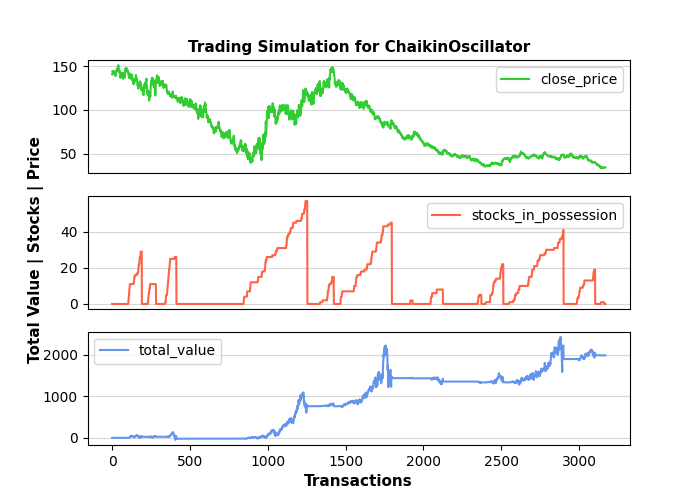 Trading Simulation for ChaikinOscillator
150
100
50
close_price
40
20
0
stocks_in_possession
2000
1000
0
total_value
0 500 1000 1500 2000 2500 3000
Transactions
Total Value | Stocks | Price